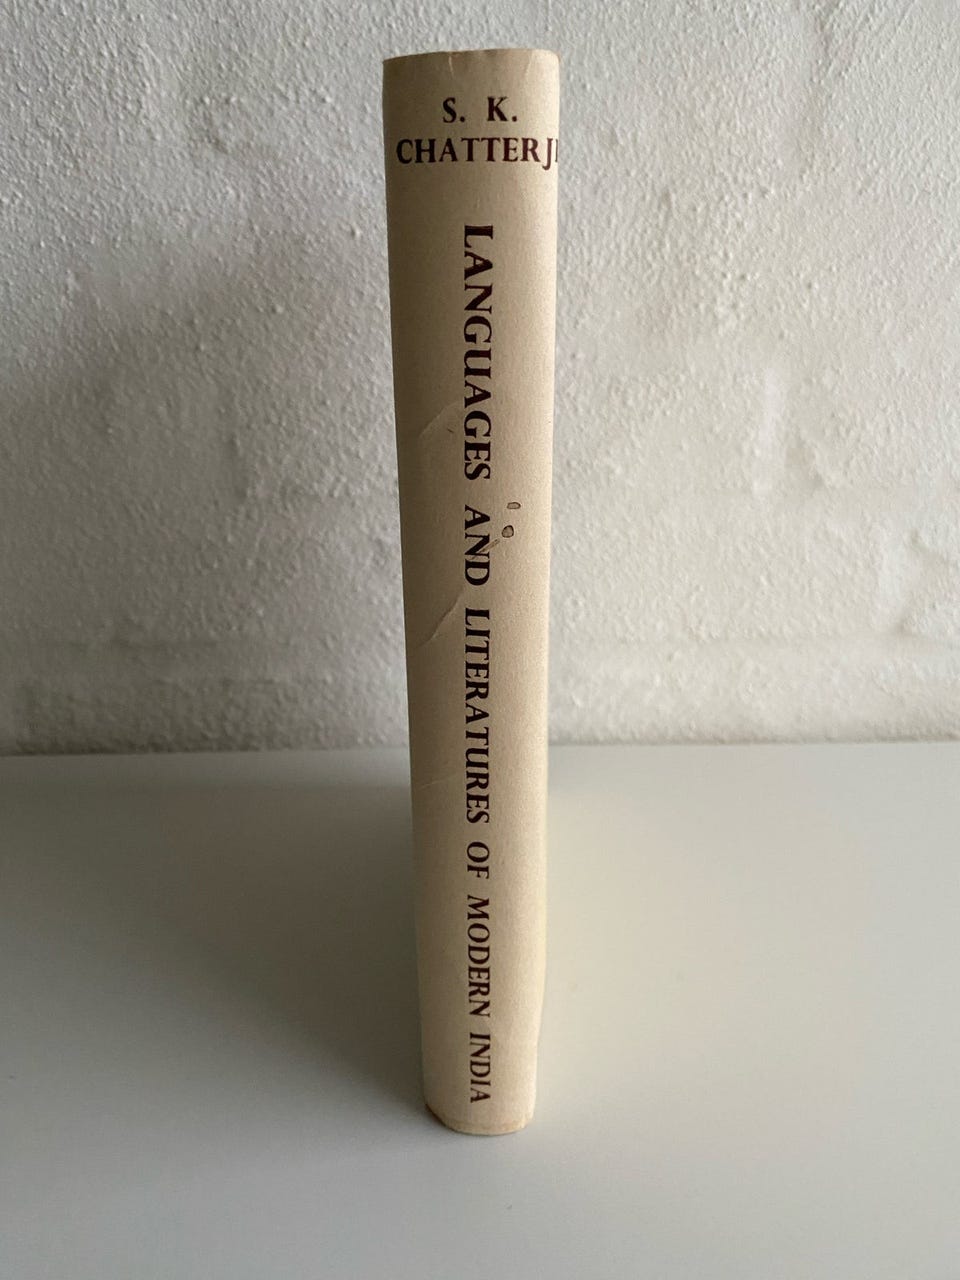 S. K.
CHATTERJI
LANGUAGES AND LITERATURES OF MODERN INDIA